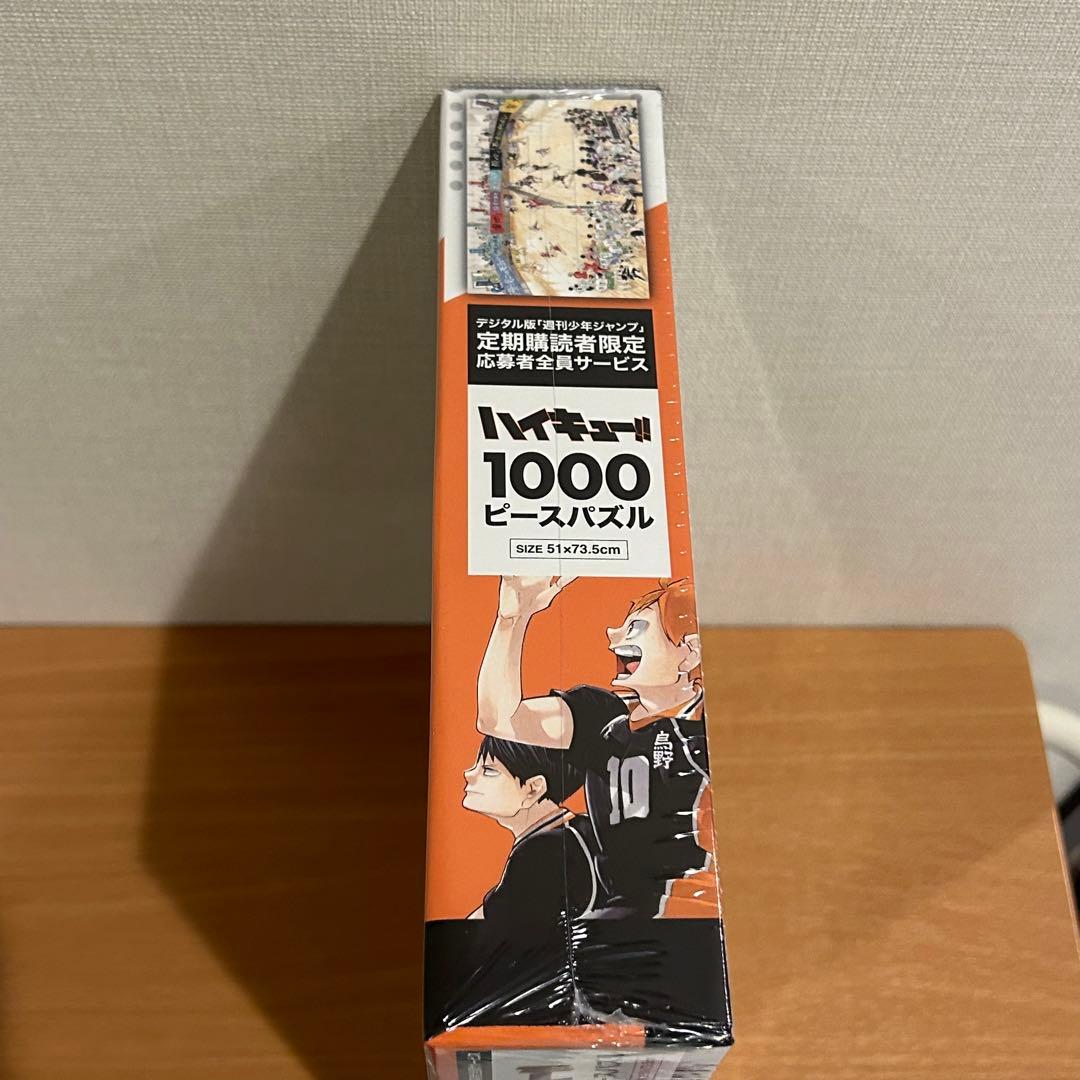 デジタル版「週刊少年ジャンプ」
定期購読者限定
応募者全員サービス
ハイキュー!!
1000
ピースパズル
SIZE 51×73.5cm
烏野
10